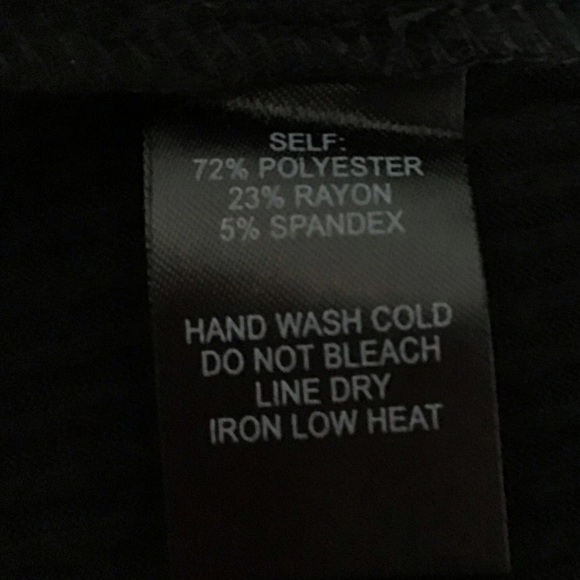 SELF:
72% POLYESTER
23% RAYON
5% SPANDEX
HAND WASH COLD
DO NOT BLEACH
LINE DRY
IRON LOW HEAT